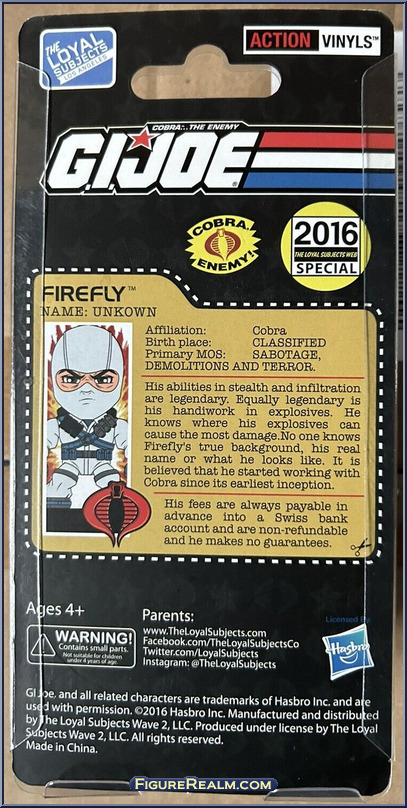 THE
LOYAL
SUBJECTS
LOS ANGELES
ACTION VINYLS™
COBRA... THE ENEMY
G.I.JOE®
COBRA...
ENEMY!
2016
THE LOYAL SUBJECTS WEB
SPECIAL
FIREFLY™
NAME: UNKOWN
Affiliation: Cobra
Birth place: CLASSIFIED
Primary MOS: SABOTAGE,
DEMOLITIONS AND TERROR.
His abilities in stealth and infiltration
are legendary. Equally legendary is
his handiwork in explosives. He
knows where his explosives can
cause the most damage.No one knows
Firefly's true background, his real
name or what he looks like. It is
believed that he started working with
Cobra since its earliest inception.
His fees are always payable in
advance into a Swiss bank
account and are non-refundable
and he makes no guarantees.
Ages 4+
WARNING!
Contains small parts.
Not suitable for children
under 4 years of age.
Parents:
www.TheLoyalSubjects.com
Facebook.com/TheLoyalSubjectsCo
Twitter.com/LoyalSubjects
Instagram: @TheLoyalSubjects
Licensed By
Hasbro
GI Joe. and all related characters are trademarks of Hasbro Inc. and are
used with permission. ©2016 Hasbro Inc. Manufactured and distributed
by The Loyal Subjects Wave 2, LLC. Produced under license by The Loyal
Subjects Wave 2, LLC. All rights reserved.
Made in China.
FIGUREREALM.COM